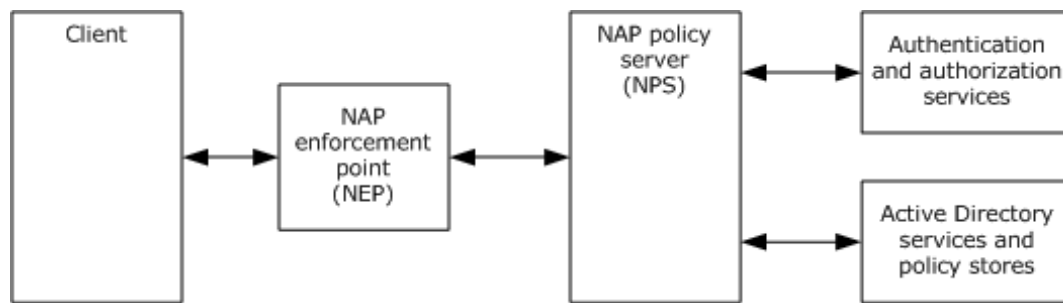 Client
NAP
enforcement
point
(NEP)
NAP policy
server
(NPS)
Authentication
and authorization
services
Active Directory
services and
policy stores